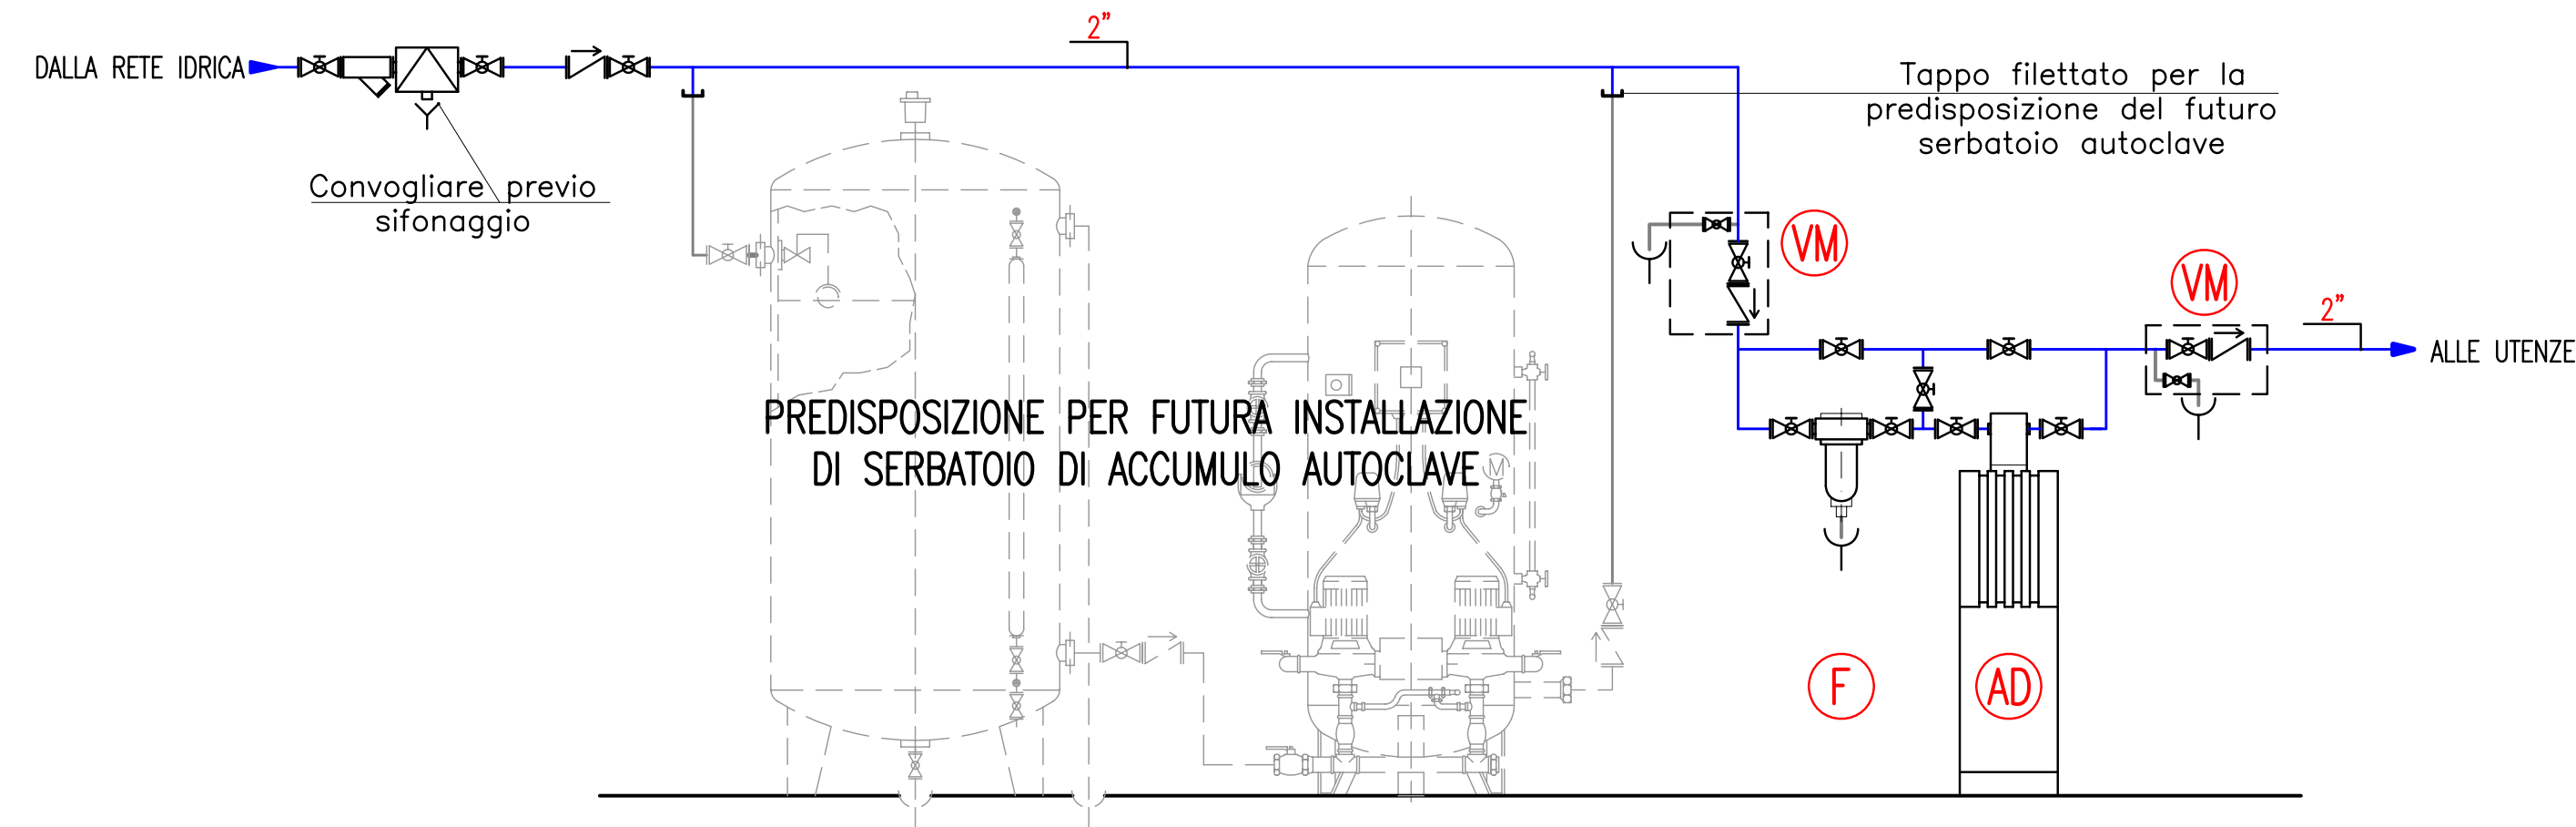 2”
DALLA RETE IDRICA
Tappo filettato per la
predisposizione del futuro
serbatoio autoclave
Convogliare previo
sifonaggio
VM
VM
2”
ALLE UTENZE
PREDISPOSIZIONE PER FUTURA INSTALLAZIONE
DI SERBATOIO DI ACCUMULO AUTOCLAVE
M
F
AD